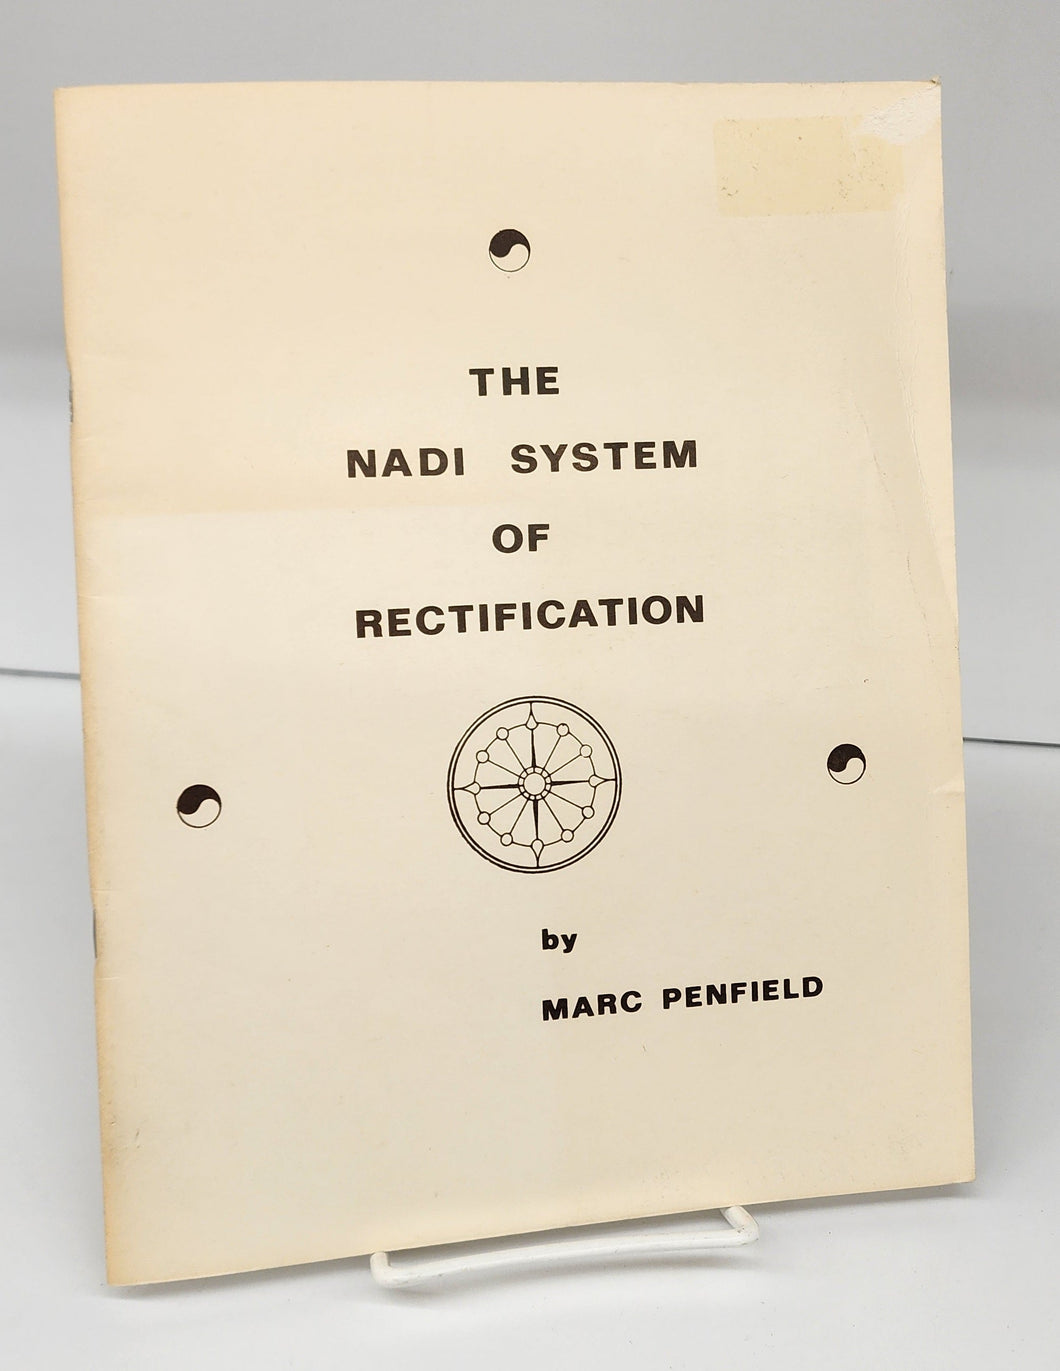 THE
NADI SYSTEM
OF
RECTIFICATION
by
MARC PENFIELD